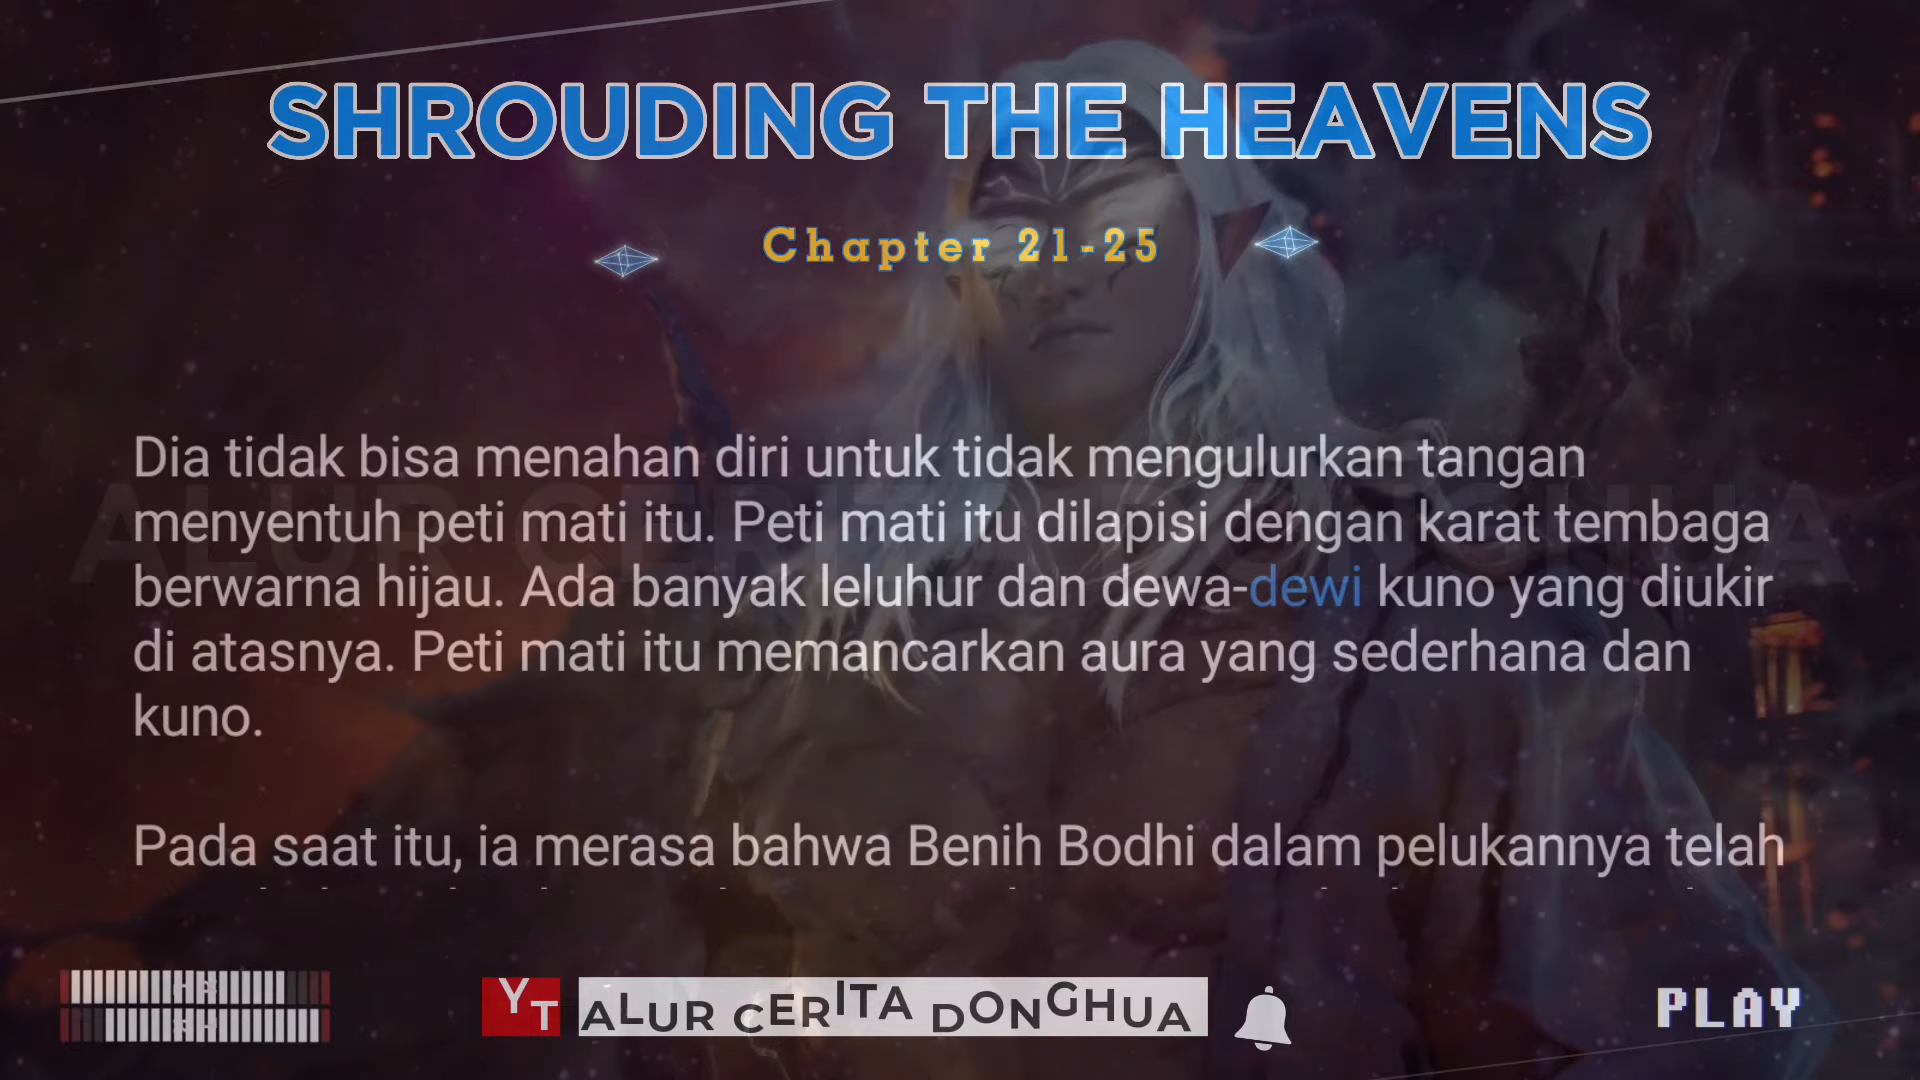 SHROUDING THE HEAVENS
Chapter 21-25
Dia tidak bisa menahan diri untuk tidak mengulurkan tangan
menyentuh peti mati itu. Peti mati itu dilapisi dengan karat tembaga
berwarna hijau. Ada banyak leluhur dan dewa-dewi kuno yang diukir
di atasnya. Peti mati itu memancarkan aura yang sederhana dan
kuno.
Pada saat itu, ia merasa bahwa Benih Bodhi dalam pelukannya telah
ALUR CERITA DONGHUA
YT ALUR CERITA DONGHUA
PLAY